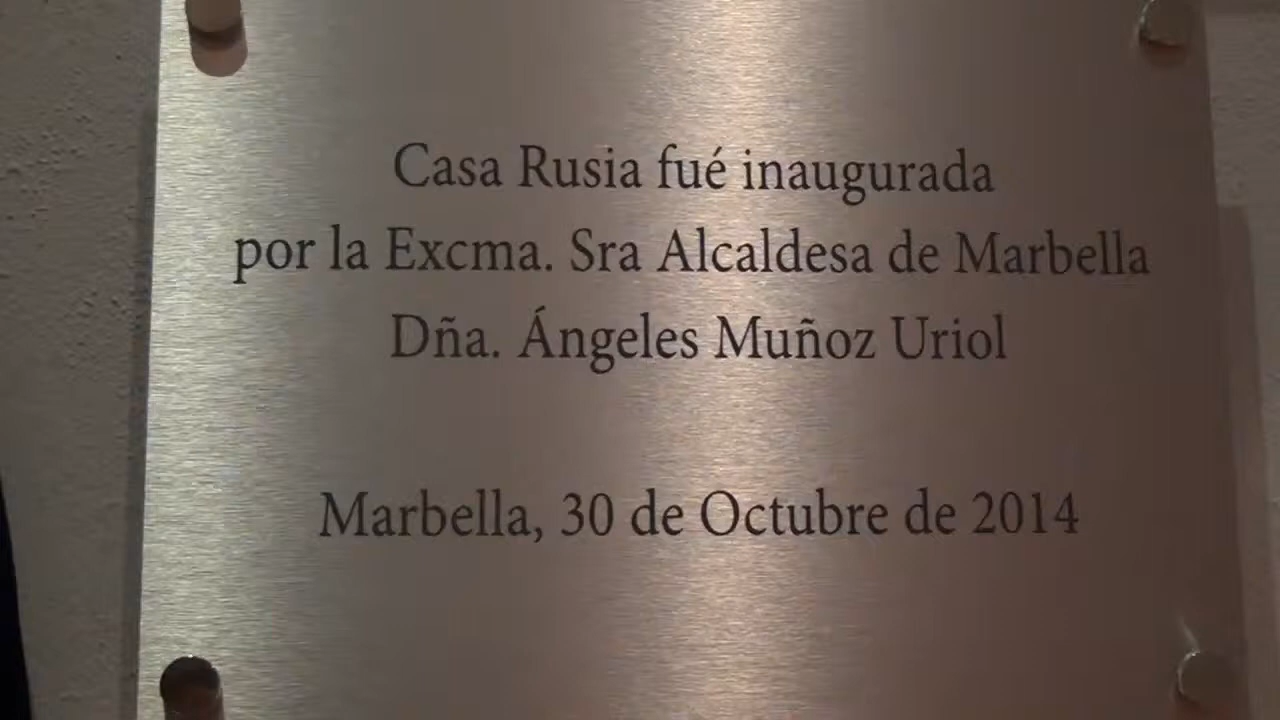 Casa Rusia fué inaugurada
por la Excma. Sra Alcaldesa de Marbella
Dña. Ángeles Muñoz Uriol
Marbella, 30 de Octubre de 2014